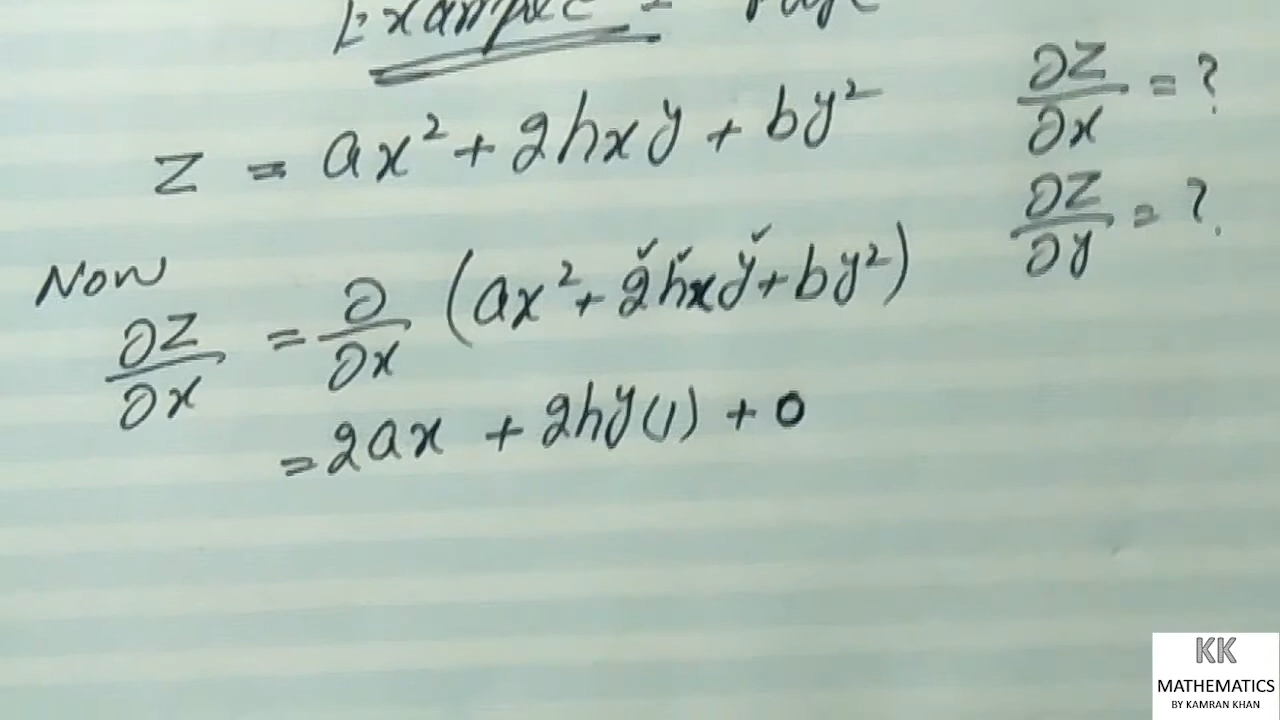 Example
z = ax² + 2hxy + by²
∂z/∂x = ?
∂z/∂y = ?
Now
∂z/∂x = ∂/∂x (ax² + 2hxy + by²)
= 2ax + 2hy(1) + 0
KK
MATHEMATICS
BY KAMRAN KHAN